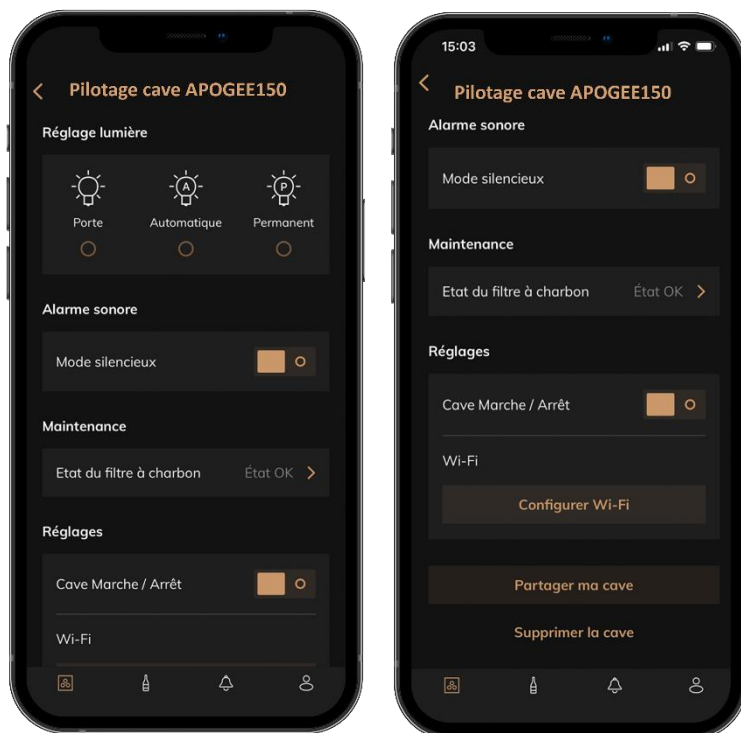 Pilotage cave APOGEE150
Réglage lumière
A
P
Porte
Automatique
Permanent
Alarme sonore
Mode silencieux
Maintenance
Etat du filtre à charbon
État OK
Réglages
Cave Marche / Arrêt
Wi-Fi
15:03
Pilotage cave APOGEE150
Alarme sonore
Mode silencieux
Maintenance
Etat du filtre à charbon
État OK
Réglages
Cave Marche / Arrêt
Wi-Fi
Configurer Wi-Fi
Partager ma cave
Supprimer la cave